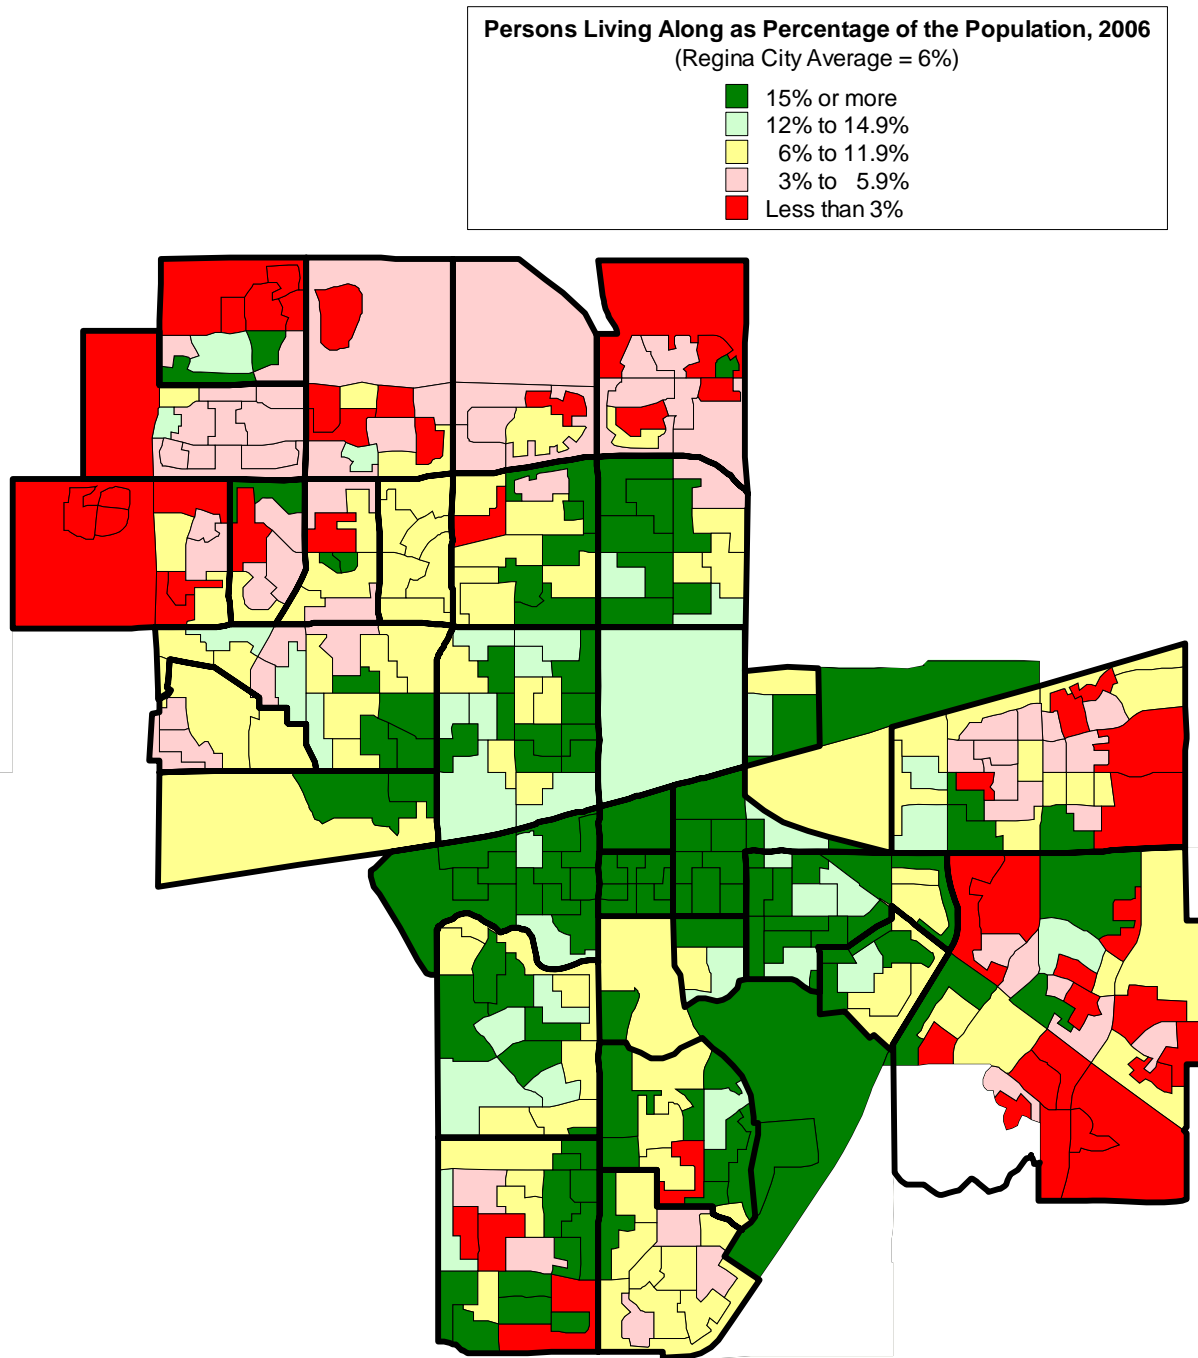 Persons Living Along as Percentage of the Population, 2006
(Regina City Average = 6%)
15% or more
12% to 14.9%
6% to 11.9%
3% to 5.9%
Less than 3%